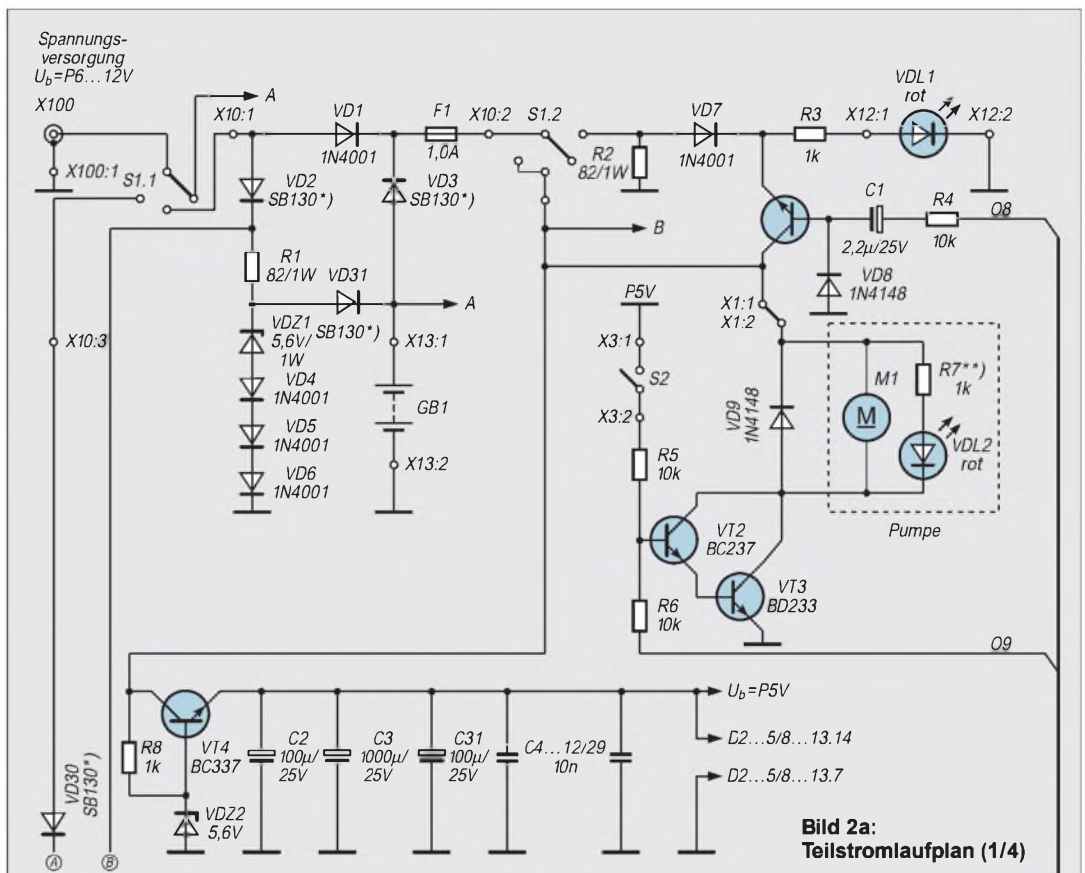 Spannungs-
versorgung
U_b=P6...12V
X100
X100:1
S1.1
A
X10:1
VD1
1N4001
F1
1,0A
X10:2
S1.2
R2
82/1W
VD7
1N4001
R3
1k
X12:1
VDL1
rot
X12:2
VD2
SB130*)
VD3
SB130*)
B
C1
2,2µ/25V
R4
10k
O8
R1
82/1W
VD31
SB130*)
A
VD8
1N4148
X10:3
VDZ1
5,6V/
1W
VD4
1N4001
VD5
1N4001
VD6
1N4001
X13:1
GB1
X13:2
P5V
X3:1
S2
X3:2
X1:1
X1:2
R5
10k
VD9
1N4148
M1
M
R7**)
1k
VDL2
rot
Pumpe
VT2
BC237
VT3
BD233
R6
10k
O9
R8
1k
VT4
BC337
C2
100µ/
25V
C3
1000µ/
25V
C31
100µ/
25V
C4...12/29
10n
U_b=P5V
D2...5/8...13.14
D2...5/8...13.7
VD30
SB130*)
VDZ2
5,6V
A
B
Bild 2a:
Teilstromlaufplan (1/4)